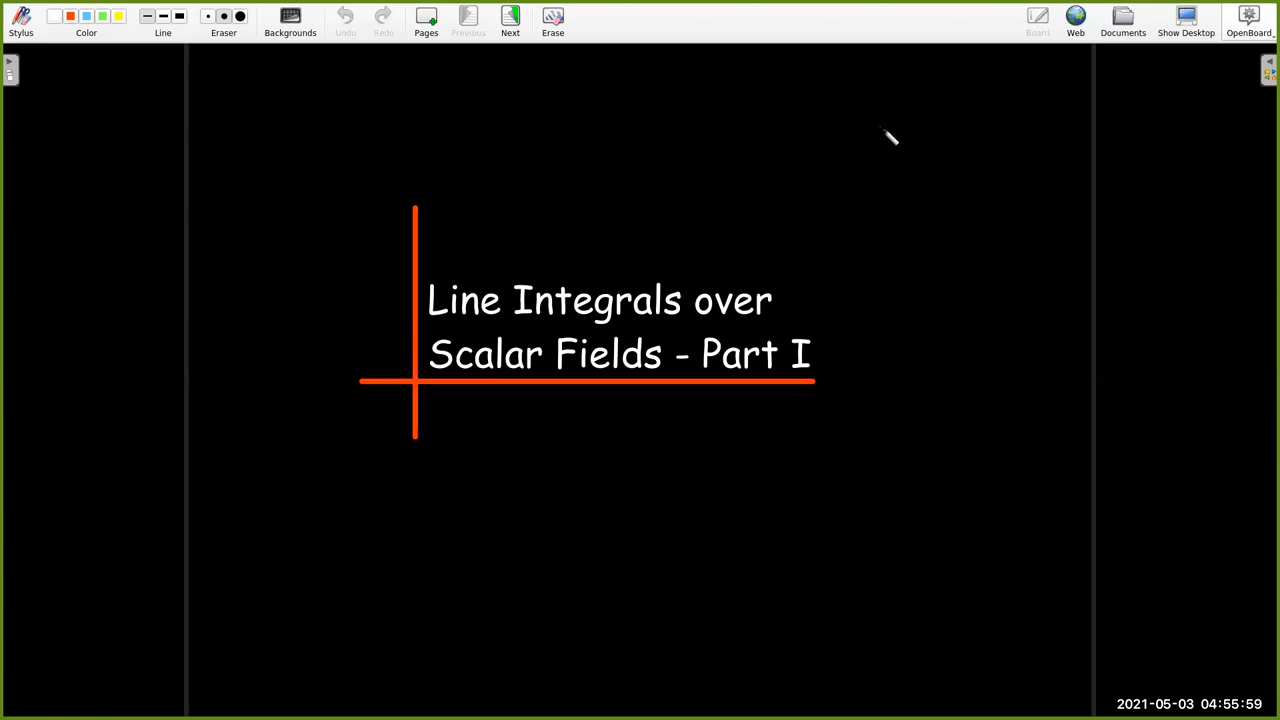 Stylus
Color
Line
Eraser
Backgrounds
Undo
Redo
Pages
Previous
Next
Erase
Board
Web
Documents
Show Desktop
OpenBoard
Line Integrals over
Scalar Fields - Part I
2021-05-03 04:55:59